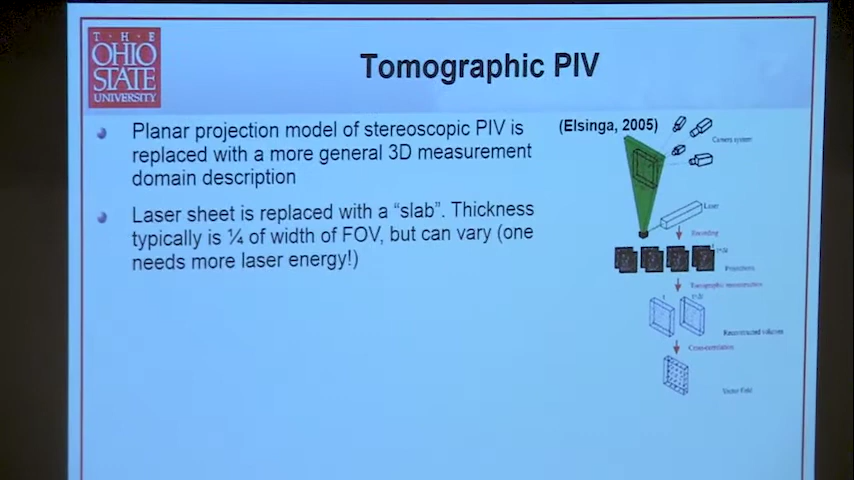 T · H · E
OHIO
STATE
UNIVERSITY
Tomographic PIV
Planar projection model of stereoscopic PIV is
replaced with a more general 3D measurement
domain description
Laser sheet is replaced with a “slab”. Thickness
typically is ¼ of width of FOV, but can vary (one
needs more laser energy!)
(Elsinga, 2005)
Camera system
Laser
Recording
Projections
Tomographic reconstruction
Reconstructed volumes
Cross-correlation
Vector Field